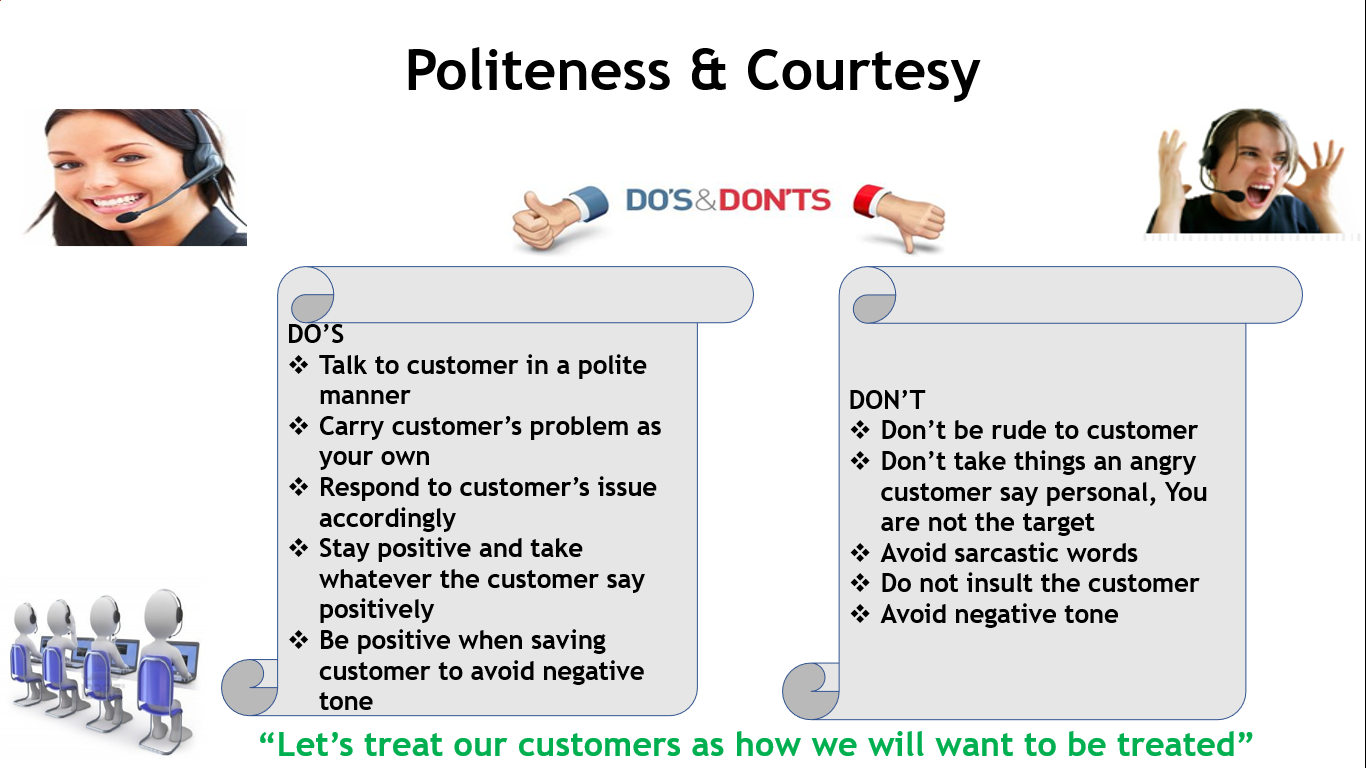 Politeness & Courtesy
DO'S&DON'TS
DO’S
❖ Talk to customer in a polite
manner
❖ Carry customer’s problem as
your own
❖ Respond to customer’s issue
accordingly
❖ Stay positive and take
whatever the customer say
positively
❖ Be positive when saving
customer to avoid negative
tone
DON’T
❖ Don’t be rude to customer
❖ Don’t take things an angry
customer say personal, You
are not the target
❖ Avoid sarcastic words
❖ Do not insult the customer
❖ Avoid negative tone
“Let’s treat our customers as how we will want to be treated”